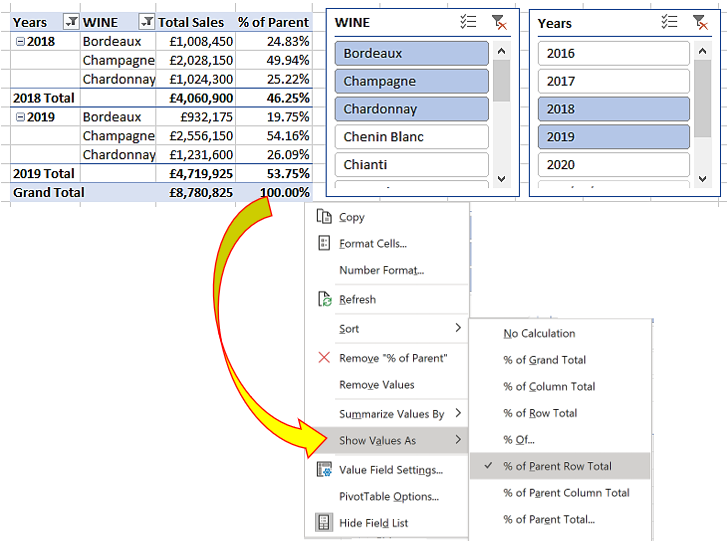 Years WINE Total Sales % of Parent
2018 Bordeaux £1,008,450 24.83%
Champagne £2,028,150 49.94%
Chardonnay £1,024,300 25.22%
2018 Total £4,060,900 46.25%
2019 Bordeaux £932,175 19.75%
Champagne £2,556,150 54.16%
Chardonnay £1,231,600 26.09%
2019 Total £4,719,925 53.75%
Grand Total £8,780,825 100.00%
WINE
Bordeaux
Champagne
Chardonnay
Chenin Blanc
Chianti
Years
2016
2017
2018
2019
2020
Copy
Format Cells...
Number Format...
Refresh
Sort
Remove "% of Parent"
Remove Values
Summarize Values By
Show Values As
Value Field Settings...
PivotTable Options...
Hide Field List
No Calculation
% of Grand Total
% of Column Total
% of Row Total
% Of...
% of Parent Row Total
% of Parent Column Total
% of Parent Total...